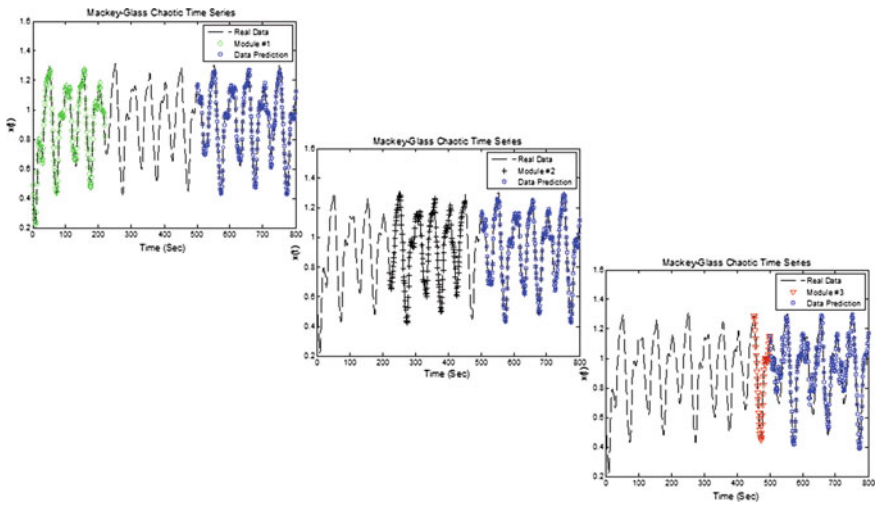 Mackey-Glass Chaotic Time Series
1.6
1.4
1.2
1
0.8
0.6
0.4
0.2
x(t)
0 100 200 300 400 500 600 700 800
Time (Sec)
Real Data
Module #1
Data Prediction
Mackey-Glass Chaotic Time Series
1.6
1.4
1.2
1
0.8
0.6
0.4
0.2
x(t)
0 100 200 300 400 500 600 700 800
Time (Sec)
Real Data
Module #2
Data Prediction
Mackey-Glass Chaotic Time Series
1.6
1.4
1.2
1
0.8
0.6
0.4
0.2
x(t)
0 100 200 300 400 500 600 700 800
Time (Sec)
Real Data
Module #3
Data Prediction